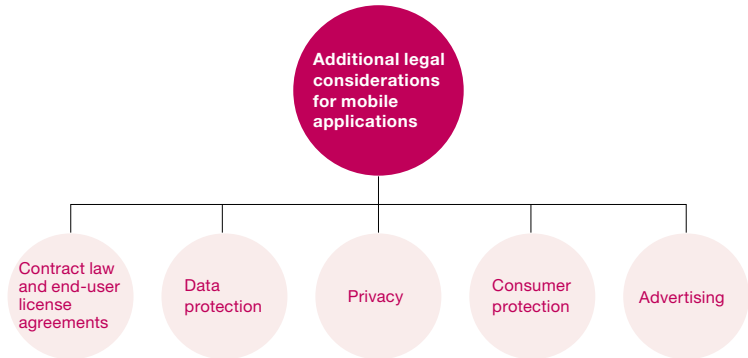 Additional legal
considerations
for mobile
applications
Contract law
and end-user
license
agreements
Data
protection
Privacy
Consumer
protection
Advertising